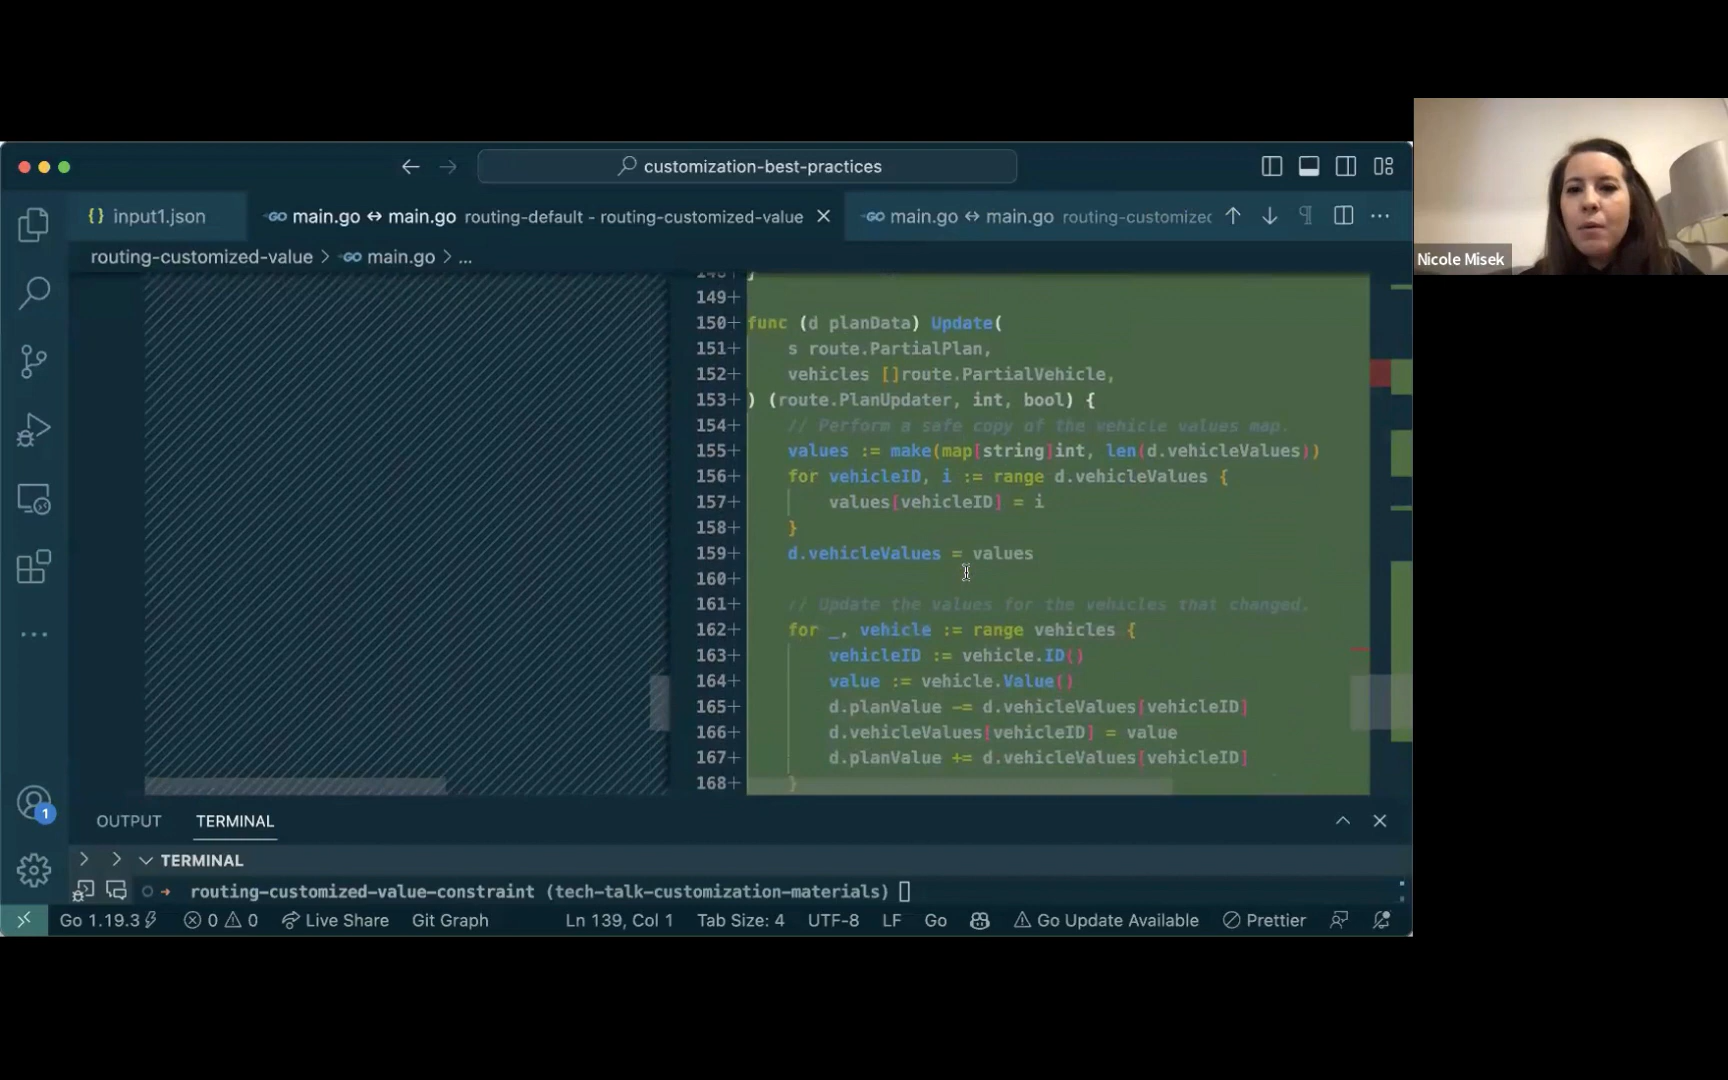 customization-best-practices
{} input1.json
main.go ↔ main.go routing-default - routing-customized-value
main.go ↔ main.go routing-customized
routing-customized-value > main.go > ...
149+
150+ func (d planData) Update(
151+ s route.PartialPlan,
152+ vehicles []route.PartialVehicle,
153+ ) (route.PlanUpdater, int, bool) {
154+ // Perform a safe copy of the vehicle values map.
155+ values := make(map[string]int, len(d.vehicleValues))
156+ for vehicleID, i := range d.vehicleValues {
157+ values[vehicleID] = i
158+ }
159+ d.vehicleValues = values
160+
161+ // Update the values for the vehicles that changed.
162+ for _, vehicle := range vehicles {
163+ vehicleID := vehicle.ID()
164+ value := vehicle.Value()
165+ d.planValue -= d.vehicleValues[vehicleID]
166+ d.vehicleValues[vehicleID] = value
167+ d.planValue += d.vehicleValues[vehicleID]
168+ }
OUTPUT TERMINAL
TERMINAL
routing-customized-value-constraint (tech-talk-customization-materials)
1
Go 1.19.3 0 0 Live Share Git Graph Ln 139, Col 1 Tab Size: 4 UTF-8 LF Go Go Update Available Prettier
Nicole Misek